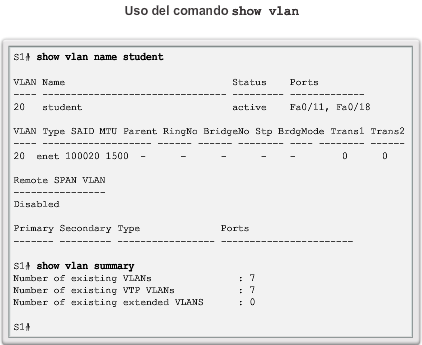 Uso del comando show vlan
S1# show vlan name student
VLAN Name Status Ports
---- -------------------------------- --------- -------------
20 student active Fa0/11, Fa0/18
VLAN Type SAID MTU Parent RingNo BridgeNo Stp BrdgMode Trans1 Trans2
---- ---- ------ ---- ------ ------ -------- --- -------- ------ ------
20 enet 100020 1500 - - - - - 0 0
Remote SPAN VLAN
----------------
Disabled
Primary Secondary Type Ports
------- --------- ----------------- -----------------------
S1# show vlan summary
Number of existing VLANs : 7
Number of existing VTP VLANs : 7
Number of existing extended VLANS : 0
S1#